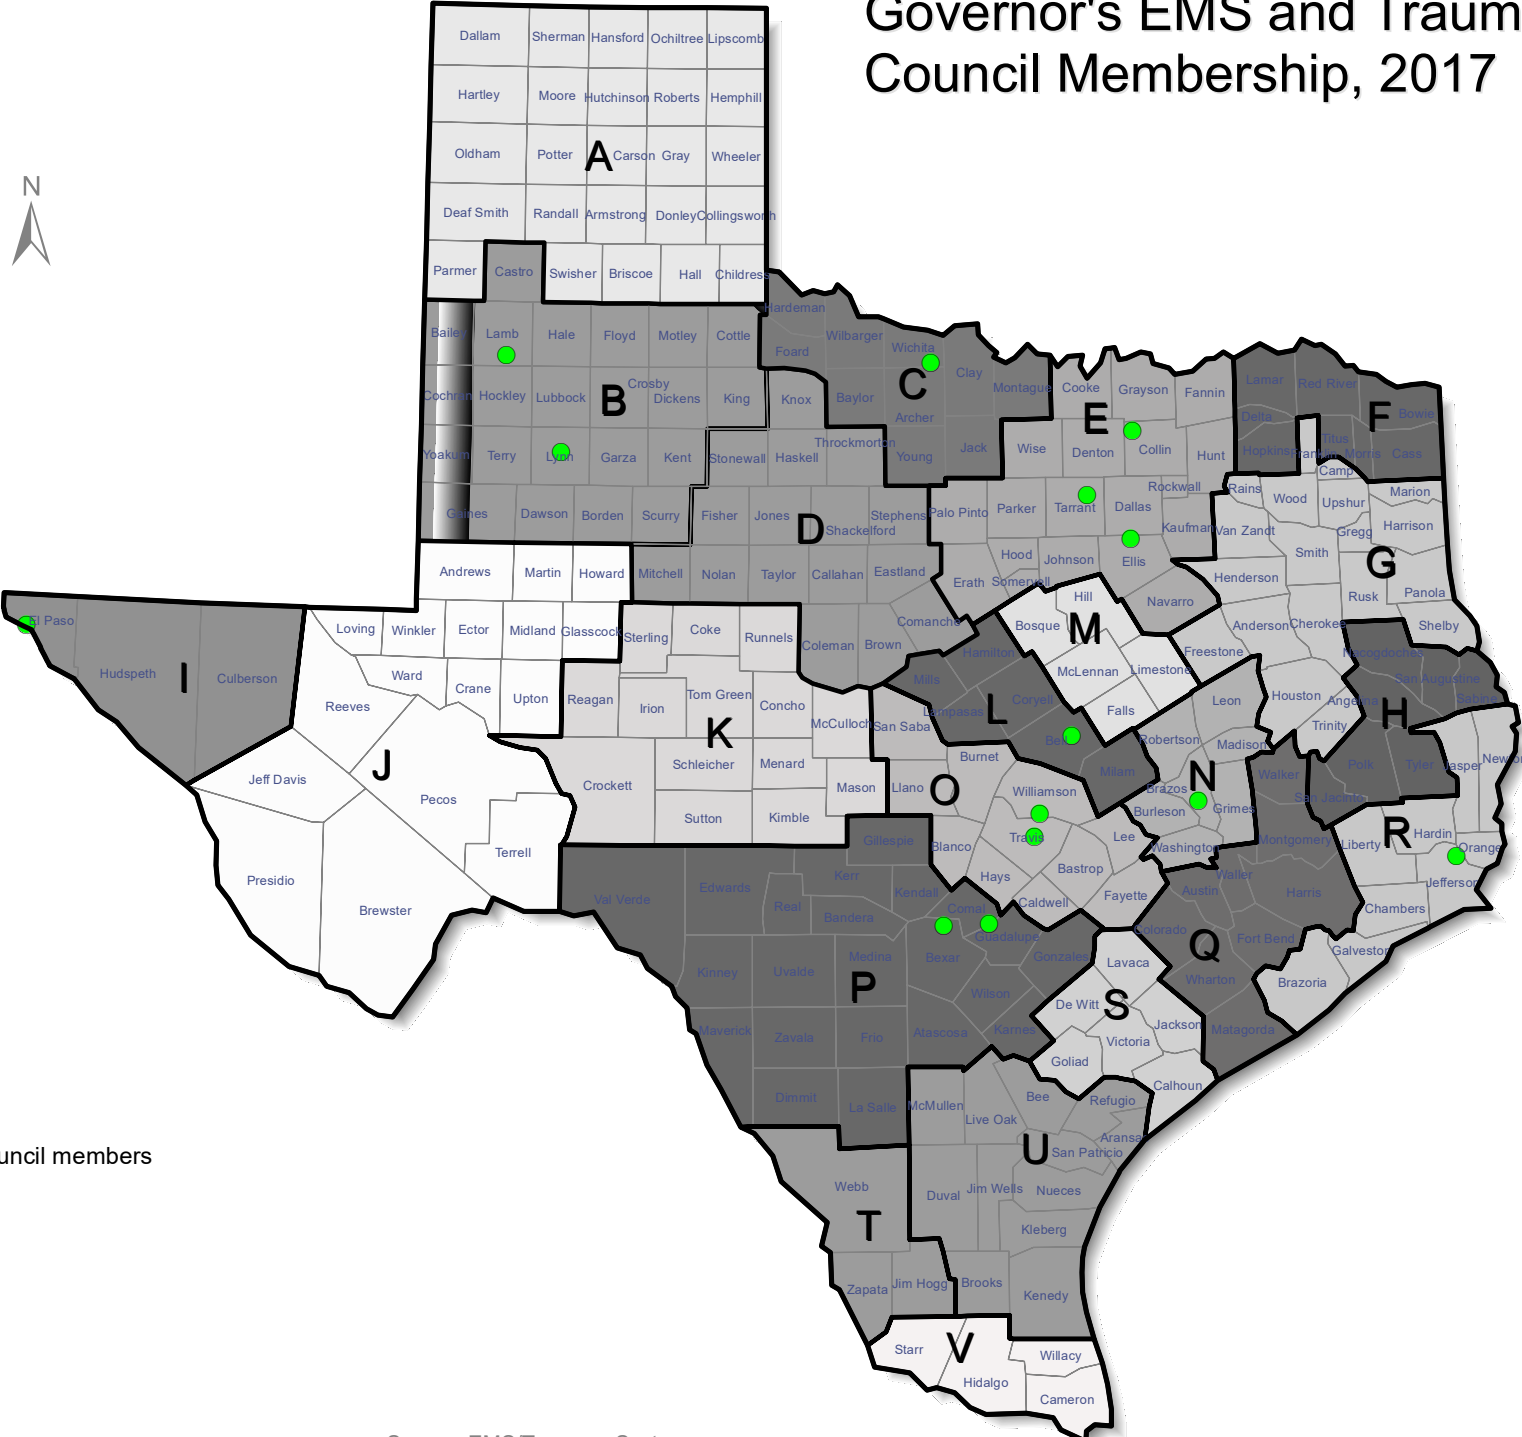 Governor's EMS and Traum
Council Membership, 2017
N
Dallam Sherman Hansford Ochiltree Lipscomb
Hartley Moore Hutchinson Roberts Hemphill
Oldham Potter A Carson Gray Wheeler
Deaf Smith Randall Armstrong Donley Collingsworth
Parmer Castro Swisher Briscoe Hall Childress
Hardeman
Bailey Lamb Hale Floyd Motley Cottle Foard Wilbarger Wichita Clay Montague
Cooke Grayson Fannin Lamar Red River Bowie
Cochran Hockley Lubbock B Crosby Dickens King Knox Baylor C Archer
E F Delta Titus
Yoakum Terry Lynn Garza Kent Stonewall Haskell Throckmorton Young Jack
Wise Denton Collin Hunt Hopkins Franklin Morris Cass
Camp
Gaines Dawson Borden Scurry Fisher Jones D Shackelford Stephens
Palo Pinto Parker Tarrant Dallas Rockwall Kaufman
Rains Wood Upshur Marion
Van Zandt Gregg Harrison
Smith G
Andrews Martin Howard Mitchell Nolan Taylor Callahan Eastland
Erath Hood Somervell Johnson Ellis Navarro
Henderson Rusk Panola
El Paso Hudspeth I Culberson
Loving Winkler Ector Midland Glasscock Sterling Coke Runnels
Coleman Brown Comanche
Bosque Hill M McLennan Limestone Falls
Freestone Anderson Cherokee Shelby
Reeves Ward Crane Upton Reagan Irion Tom Green Concho McCulloch
Mills Hamilton Lampasas L Coryell Bell Milam
Leon Houston Trinity Angelina H Nacogdoches San Augustine Sabine
Jeff Davis J Pecos Crockett K Schleicher Menard Mason San Saba
Robertson Madison N Brazos Burleson Grimes Washington
Walker San Jacinto Polk Tyler Jasper Newto
Presidio Brewster Terrell Sutton Kimble
Llano O Burnet Williamson Travis Lee Blanco Hays Bastrop Caldwell Fayette
Montgomery Liberty R Hardin Orange Jefferson Chambers
Val Verde Edwards Real Kerr Gillespie Bandera Kendall Comal Guadalupe
Austin Waller Harris Colorado Q Fort Bend Wharton Matagorda
Galveston Brazoria
Kinney Uvalde Medina P Bexar Wilson Gonzales
Lavaca De Witt S Jackson Victoria Goliad Calhoun
Maverick Zavala Frio Atascosa Karnes
Dimmit La Salle McMullen Live Oak Bee Refugio
Aransas
uncil members
U San Patricio
Webb Duval Jim Wells Nueces
T Kleberg
Zapata Jim Hogg Brooks Kenedy
Starr V Willacy
Hidalgo Cameron